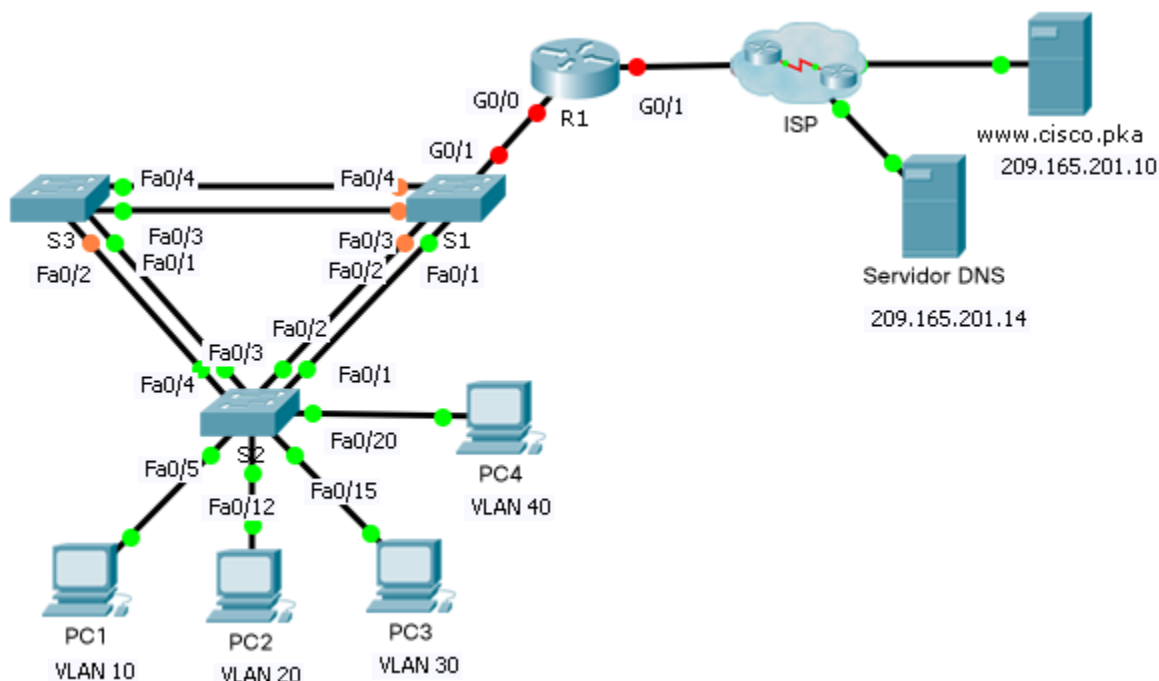 G0/0
R1
G0/1
ISP
www.cisco.pka
209.165.201.10
G0/1
Fa0/4
Fa0/4
S3
Fa0/3
Fa0/3
S1
Fa0/2
Fa0/1
Fa0/2
Fa0/1
Servidor DNS
209.165.201.14
Fa0/2
Fa0/3
Fa0/4
Fa0/1
S2
Fa0/20
PC4
VLAN 40
Fa0/5
Fa0/15
Fa0/12
PC1
VLAN 10
PC2
VLAN 20
PC3
VLAN 30